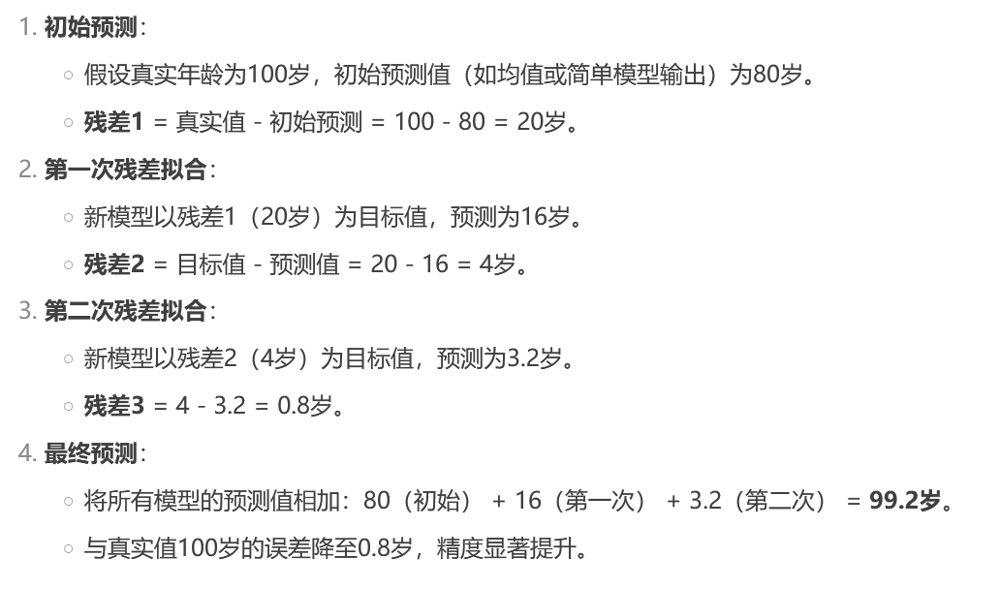 1. 初始预测：
○ 假设真实年龄为100岁，初始预测值（如均值或简单模型输出）为80岁。
○ 残差1 = 真实值 - 初始预测 = 100 - 80 = 20岁。
2. 第一次残差拟合：
○ 新模型以残差1（20岁）为目标值，预测为16岁。
○ 残差2 = 目标值 - 预测值 = 20 - 16 = 4岁。
3. 第二次残差拟合：
○ 新模型以残差2（4岁）为目标值，预测为3.2岁。
○ 残差3 = 4 - 3.2 = 0.8岁。
4. 最终预测：
○ 将所有模型的预测值相加：80（初始） + 16（第一次） + 3.2（第二次） = 99.2岁。
○ 与真实值100岁的误差降至0.8岁，精度显著提升。